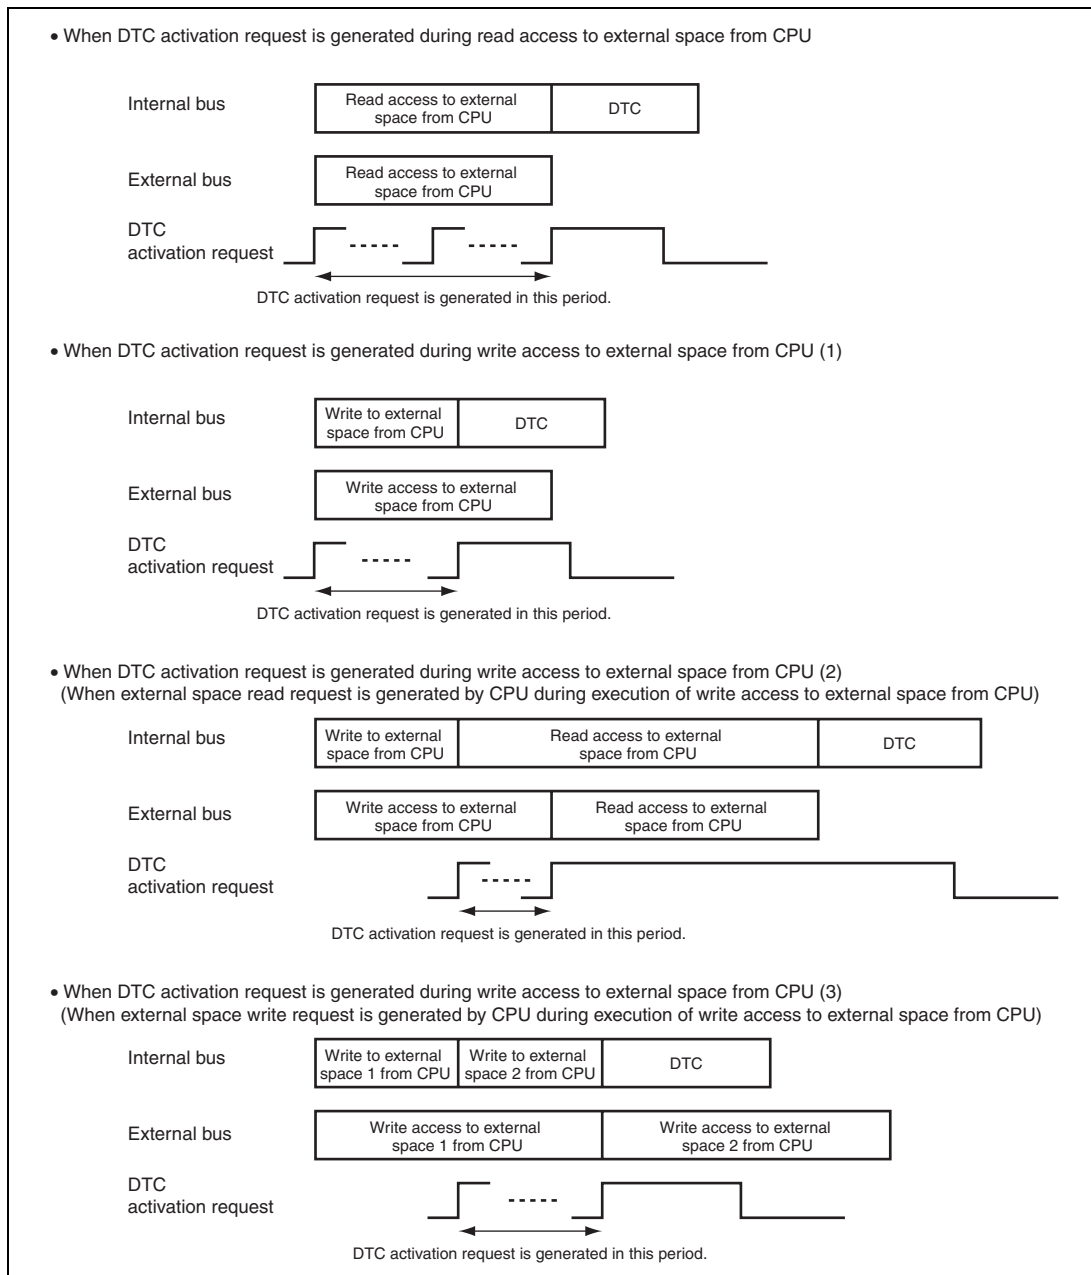 • When DTC activation request is generated during read access to external space from CPU
Internal bus
Read access to external
space from CPU
DTC
External bus
Read access to external
space from CPU
DTC
activation request
DTC activation request is generated in this period.
• When DTC activation request is generated during write access to external space from CPU (1)
Internal bus
Write to external
space from CPU
DTC
External bus
Write access to external
space from CPU
DTC
activation request
DTC activation request is generated in this period.
• When DTC activation request is generated during write access to external space from CPU (2)
(When external space read request is generated by CPU during execution of write access to external space from CPU)
Internal bus
Write to external
space from CPU
Read access to external
space from CPU
DTC
External bus
Write access to external
space from CPU
Read access to external
space from CPU
DTC
activation request
DTC activation request is generated in this period.
• When DTC activation request is generated during write access to external space from CPU (3)
(When external space write request is generated by CPU during execution of write access to external space from CPU)
Internal bus
Write to external
space 1 from CPU
Write to external
space 2 from CPU
DTC
External bus
Write access to external
space 1 from CPU
Write access to external
space 2 from CPU
DTC
activation request
DTC activation request is generated in this period.